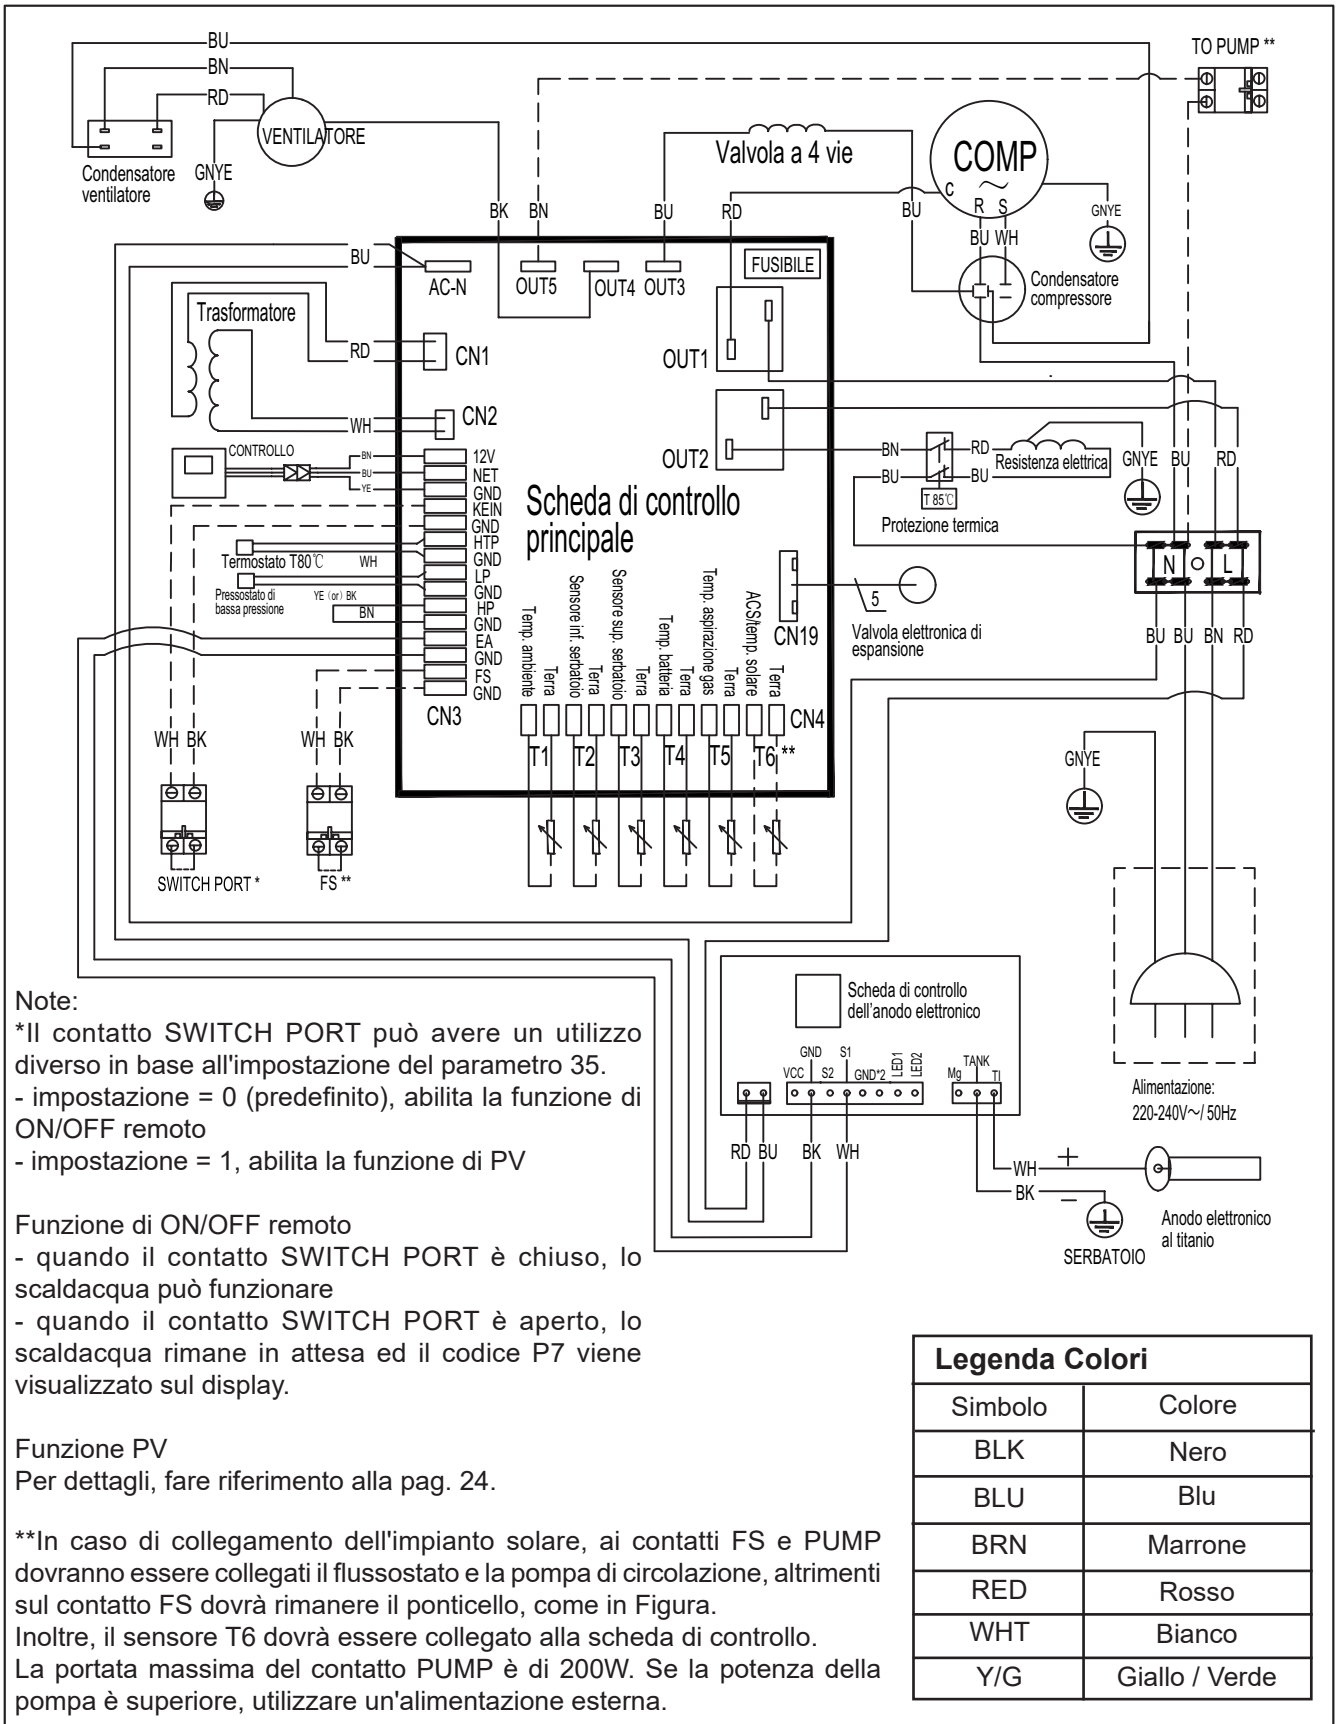 BU
TO PUMP **
BN
RD
VENTILATORE
Valvola a 4 vie
COMP
C
R S
Condensatore
ventilatore
GNYE
BK
BN
BU
RD
BU
GNYE
BU WH
BU
FUSIBILE
AC-N
OUT5
OUT4
OUT3
Condensatore
compressore
Trasformatore
RD
CN1
OUT1
WH
CN2
CONTROLLO
BN
BU
YE
12V
NET
GND
KEIN
GND
HTP
GND
LP
GND
HP
GND
EA
GND
FS
GND
CN3
OUT2
BN
RD
Resistenza elettrica
BU
BU
T 85℃
Protezione termica
GNYE
BU
RD
Scheda di controllo
principale
Termostato T80℃
WH
Pressostato di
bassa pressione
YE (or) BK
BN
N
L
CN19
5
Valvola elettronica di
espansione
BU BU BN RD
Temp. ambiente
Terra
Sensore inf. serbatoio
Terra
Sensore sup. serbatoio
Terra
Temp. batteria
Terra
Temp. aspirazione gas
Terra
ACS/temp. solare
Terra
CN4
T1
T2
T3
T4
T5
T6 **
WH BK
WH BK
SWITCH PORT *
FS **
GNYE
Alimentazione:
220-240V～/ 50Hz
Scheda di controllo
dell'anodo elettronico
VCC
GND
S2
S1
GND*2
LED1
LED2
Mg
TANK
TI
RD BU
BK
WH
WH
+
BK
−
SERBATOIO
Anodo elettronico
al titanio
Note:
*Il contatto SWITCH PORT può avere un utilizzo
diverso in base all'impostazione del parametro 35.
- impostazione = 0 (predefinito), abilita la funzione di
ON/OFF remoto
- impostazione = 1, abilita la funzione di PV
Funzione di ON/OFF remoto
- quando il contatto SWITCH PORT è chiuso, lo
scaldacqua può funzionare
- quando il contatto SWITCH PORT è aperto, lo
scaldacqua rimane in attesa ed il codice P7 viene
visualizzato sul display.
Funzione PV
Per dettagli, fare riferimento alla pag. 24.
**In caso di collegamento dell'impianto solare, ai contatti FS e PUMP
dovranno essere collegati il flussostato e la pompa di circolazione, altrimenti
sul contatto FS dovrà rimanere il ponticello, come in Figura.
Inoltre, il sensore T6 dovrà essere collegato alla scheda di controllo.
La portata massima del contatto PUMP è di 200W. Se la potenza della
pompa è superiore, utilizzare un'alimentazione esterna.
Legenda Colori
Simbolo Colore
BLK Nero
BLU Blu
BRN Marrone
RED Rosso
WHT Bianco
Y/G Giallo / Verde